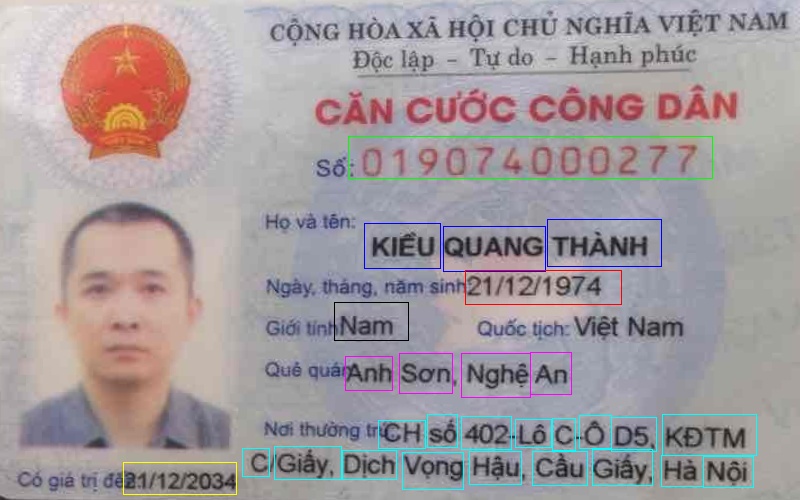 CỘNG HÒA XÃ HỘI CHỦ NGHĨA VIỆT NAM
Độc lập - Tự do - Hạnh phúc
CĂN CƯỚC CÔNG DÂN
Số: 019074000277
Họ và tên:
KIỀU QUANG THÀNH
Ngày, tháng, năm sinh: 21/12/1974
Giới tính: Nam Quốc tịch: Việt Nam
Quê quán: Anh Sơn, Nghệ An
Nơi thường trú: CH số 402-Lô C-Ô D5, KĐTM
C/Giấy, Dịch Vọng Hậu, Cầu Giấy, Hà Nội
Có giá trị đến: 21/12/2034